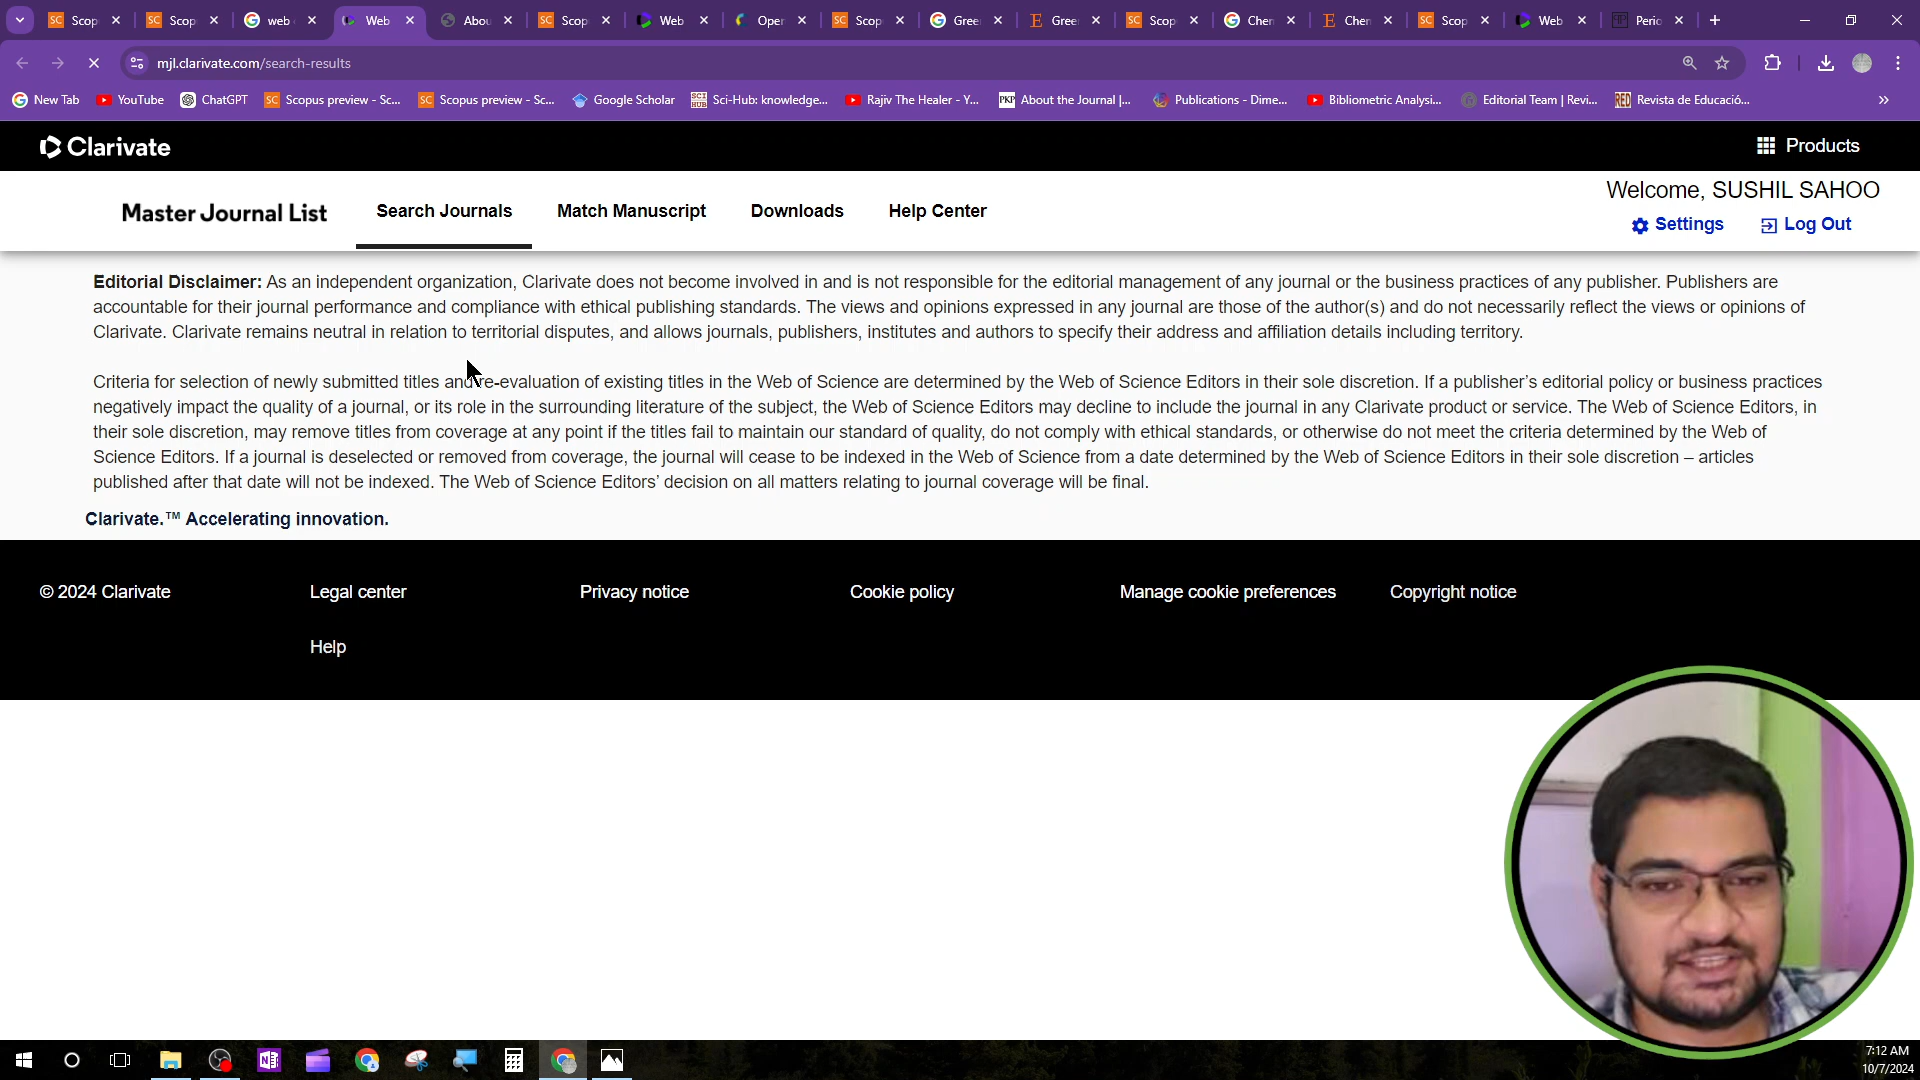 Scop
Scop
web
Web
Abou
Scop
Web
Oper
Scop
Gree
Gree
Scop
Chen
Chen
Scop
Web
Perio
mjl.clarivate.com/search-results
New Tab
YouTube
ChatGPT
Scopus preview - Sc...
Scopus preview - Sc...
Google Scholar
Sci-Hub: knowledge...
Rajiv The Healer - Y...
About the Journal |...
Publications - Dime...
Bibliometric Analysi...
Editorial Team | Revi...
Revista de Educació...
Clarivate
Products
Master Journal List
Search Journals
Match Manuscript
Downloads
Help Center
Welcome, SUSHIL SAHOO
Settings
Log Out
Editorial Disclaimer: As an independent organization, Clarivate does not become involved in and is not responsible for the editorial management of any journal or the business practices of any publisher. Publishers are
accountable for their journal performance and compliance with ethical publishing standards. The views and opinions expressed in any journal are those of the author(s) and do not necessarily reflect the views or opinions of
Clarivate. Clarivate remains neutral in relation to territorial disputes, and allows journals, publishers, institutes and authors to specify their address and affiliation details including territory.
Criteria for selection of newly submitted titles and re-evaluation of existing titles in the Web of Science are determined by the Web of Science Editors in their sole discretion. If a publisher's editorial policy or business practices
negatively impact the quality of a journal, or its role in the surrounding literature of the subject, the Web of Science Editors may decline to include the journal in any Clarivate product or service. The Web of Science Editors, in
their sole discretion, may remove titles from coverage at any point if the titles fail to maintain our standard of quality, do not comply with ethical standards, or otherwise do not meet the criteria determined by the Web of
Science Editors. If a journal is deselected or removed from coverage, the journal will cease to be indexed in the Web of Science from a date determined by the Web of Science Editors in their sole discretion – articles
published after that date will not be indexed. The Web of Science Editors' decision on all matters relating to journal coverage will be final.
Clarivate.™ Accelerating innovation.
© 2024 Clarivate
Legal center
Privacy notice
Cookie policy
Manage cookie preferences
Copyright notice
Help
7:12 AM
10/7/2024